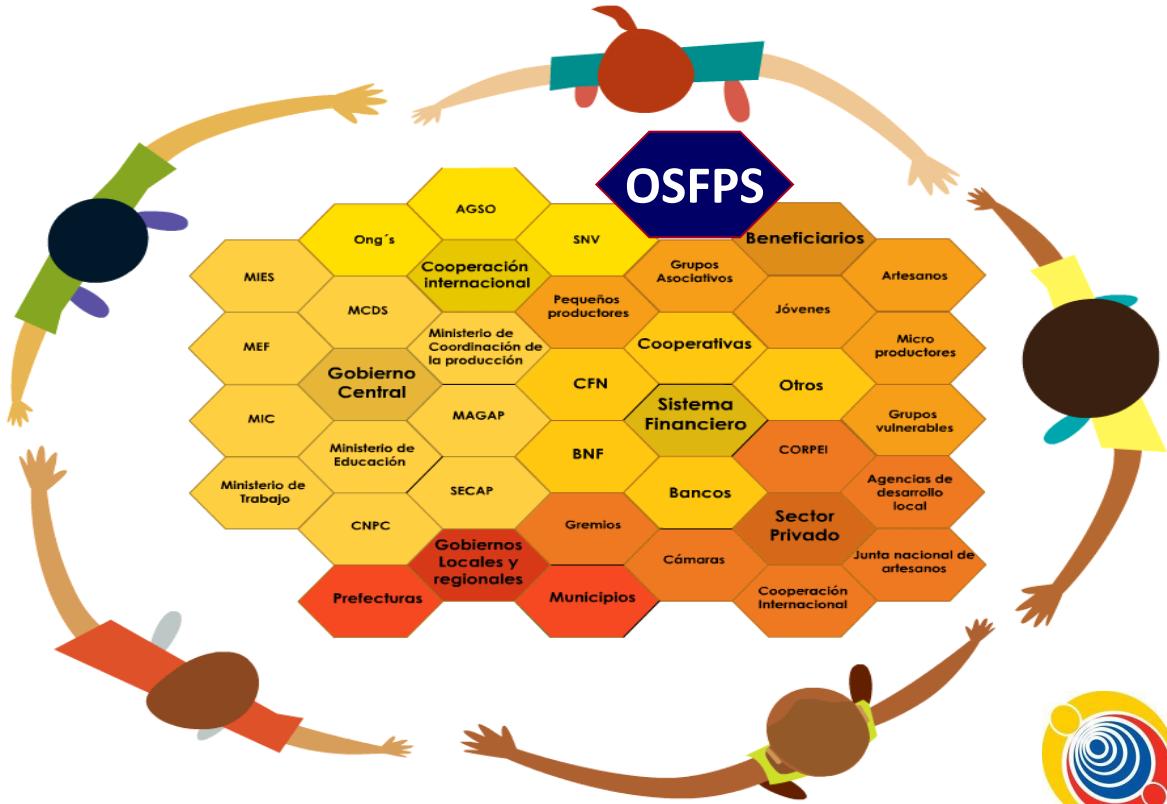 OSFPS
AGSO
Ong´s
SNV
Beneficiarios
MIES
Cooperación
internacional
Grupos
Asociativos
Artesanos
MCDS
Pequeños
productores
Jóvenes
MEF
Ministerio de
Coordinación de
la producción
Cooperativas
Micro
productores
Gobierno
Central
CFN
Otros
MIC
MAGAP
Sistema
Financiero
Grupos
vulnerables
Ministerio de
Educación
BNF
CORPEI
Ministerio de
Trabajo
SECAP
Bancos
Agencias de
desarrollo
local
CNPC
Gremios
Sector
Privado
Gobiernos
Locales y
regionales
Cámaras
Junta nacional de
artesanos
Prefecturas
Municipios
Cooperación
Internacional